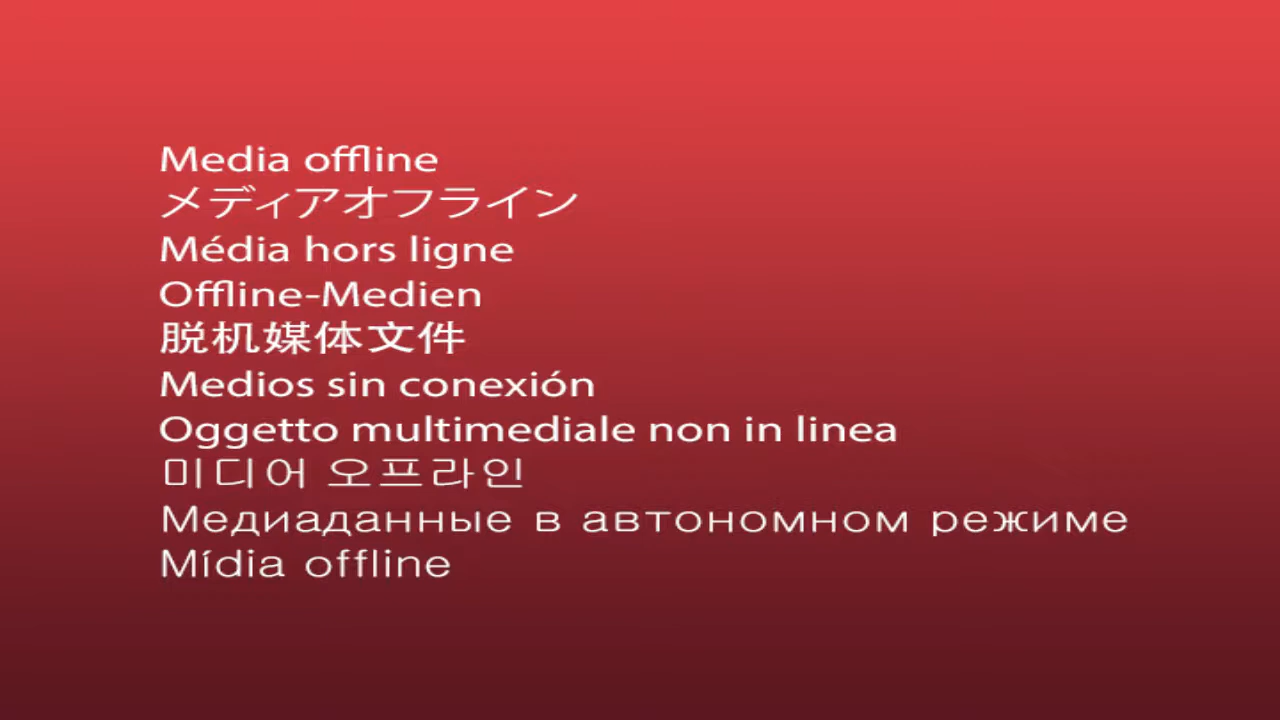 Media offline
メディアオフライン
Média hors ligne
Offline-Medien
脱机媒体文件
Medios sin conexión
Oggetto multimediale non in linea
미디어 오프라인
Медиаданные в автономном режиме
Mídia offline